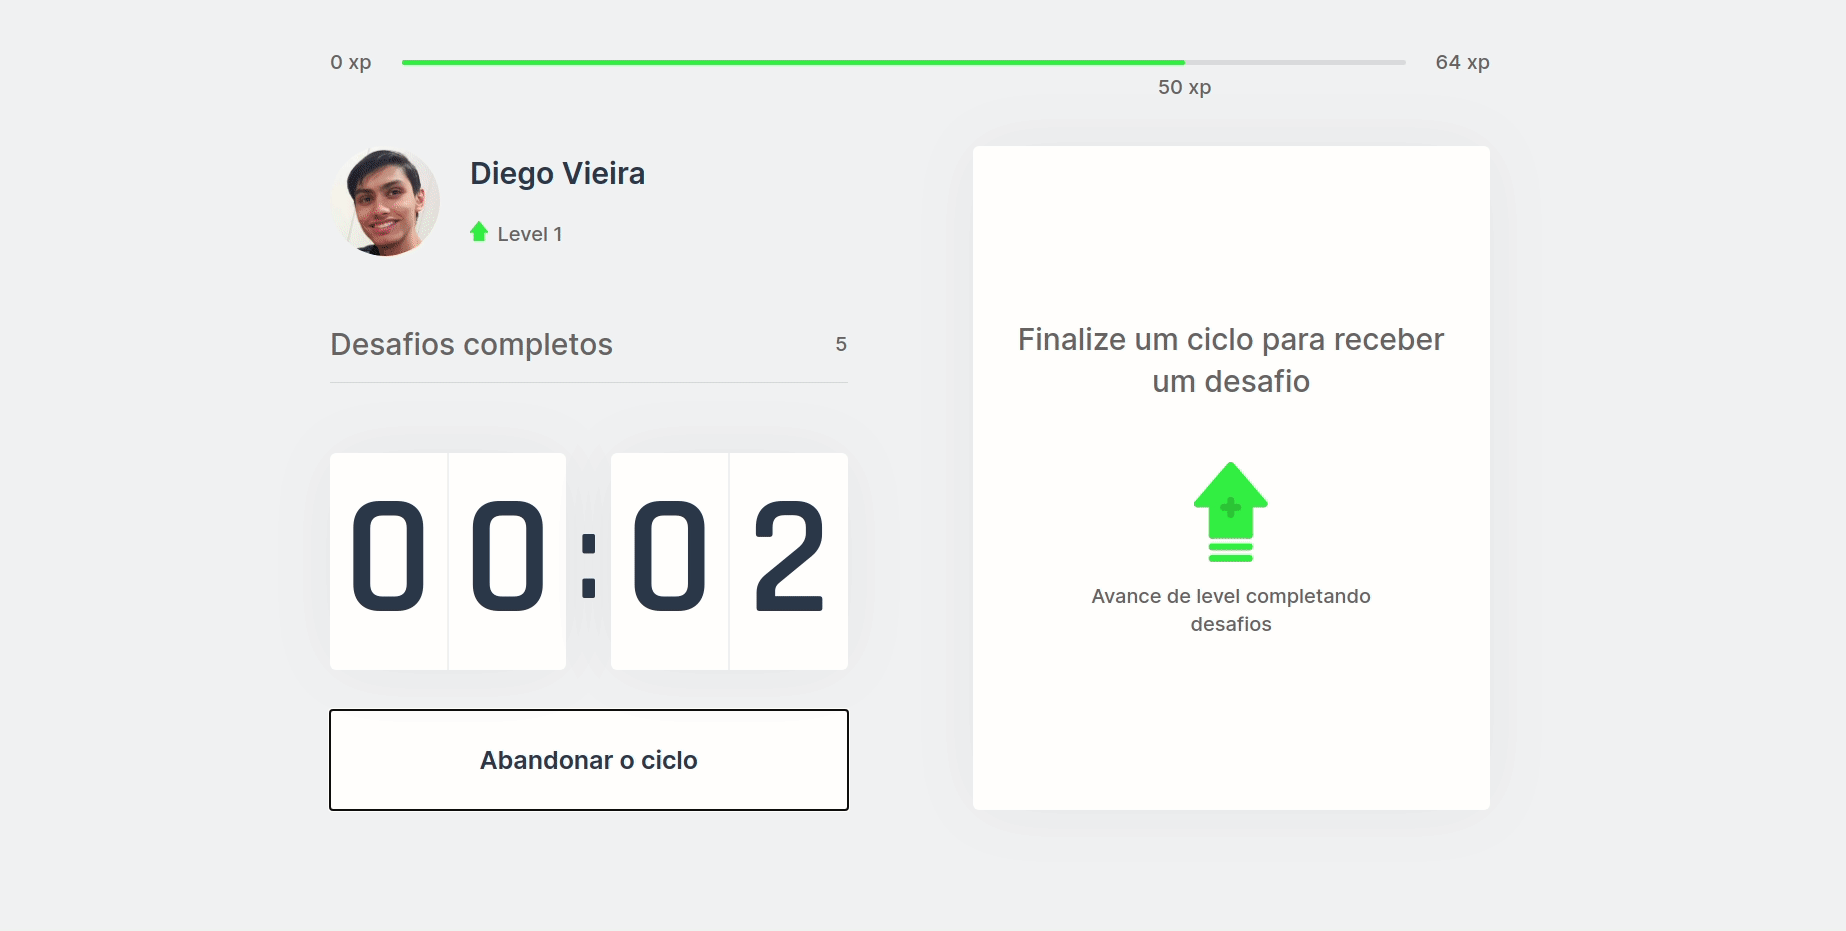 0 xp
64 xp
50 xp
Diego Vieira
Level 1
Desafios completos
5
00:02
Abandonar o ciclo
Finalize um ciclo para receber
um desafio
Avance de level completando
desafios